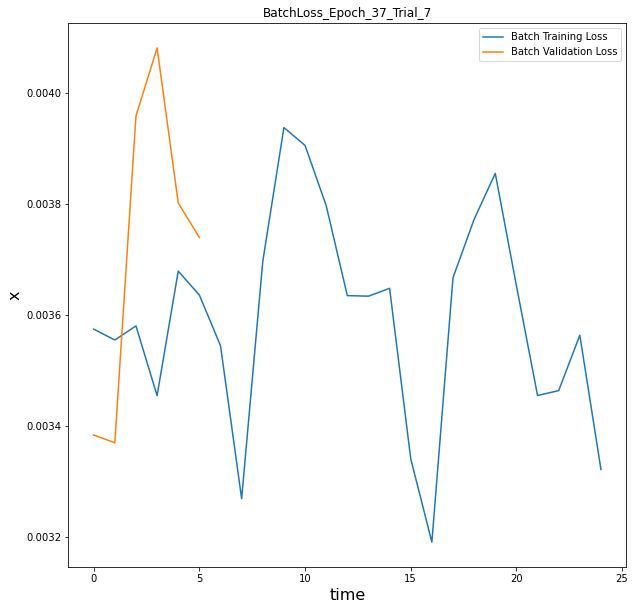 BatchLoss_Epoch_37_Trial_7
Batch Training Loss
Batch Validation Loss
0.0040
0.0038
0.0036
0.0034
0.0032
x
0
5
10
15
20
25
time